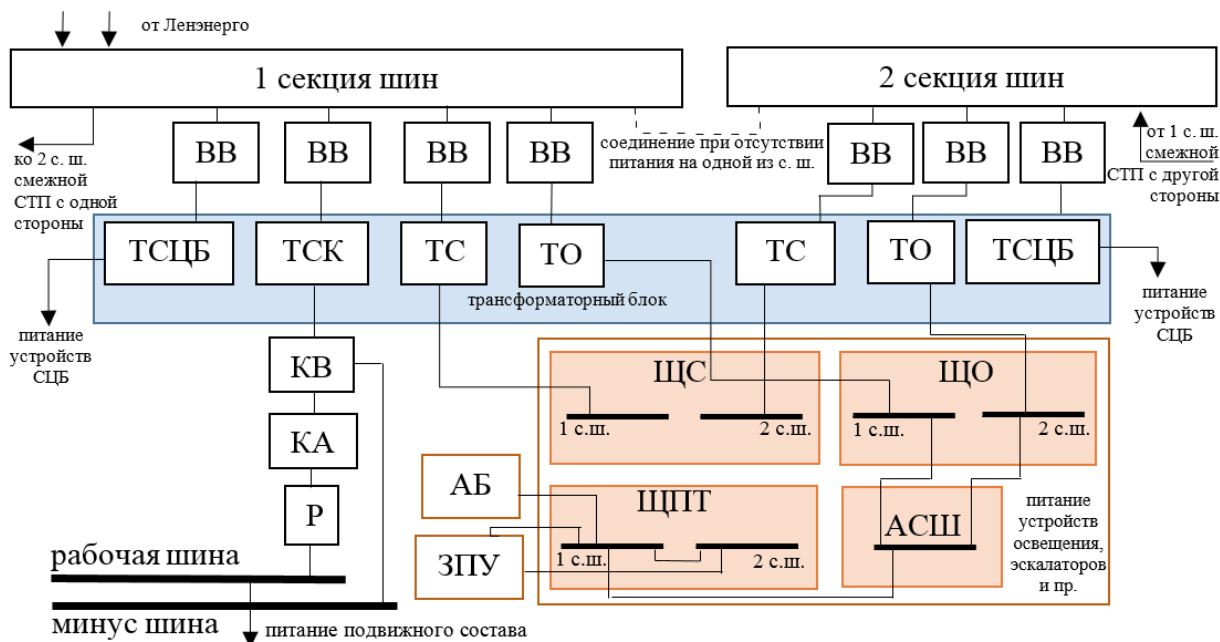 от Ленэнерго
1 секция шин
2 секция шин
ко 2 с. ш.
смежной
СТП с одной
стороны
ВВ
ВВ
ВВ
ВВ
соединение при отсутствии
питания на одной из с. ш.
ВВ
ВВ
ВВ
от 1 с. ш.
смежной
СТП с другой
стороны
ТСЦБ
ТСК
ТС
ТО
ТС
ТО
ТСЦБ
трансформаторный блок
питание
устройств
СЦБ
питание
устройств
СЦБ
КВ
КА
Р
ЩС
1 с.ш.
2 с.ш.
ЩО
1 с.ш.
2 с.ш.
АБ
ЗПУ
ЩПТ
1 с.ш.
2 с.ш.
АСШ
питание
устройств
освещения,
эскалаторов
и пр.
рабочая шина
минус шина
питание подвижного состава